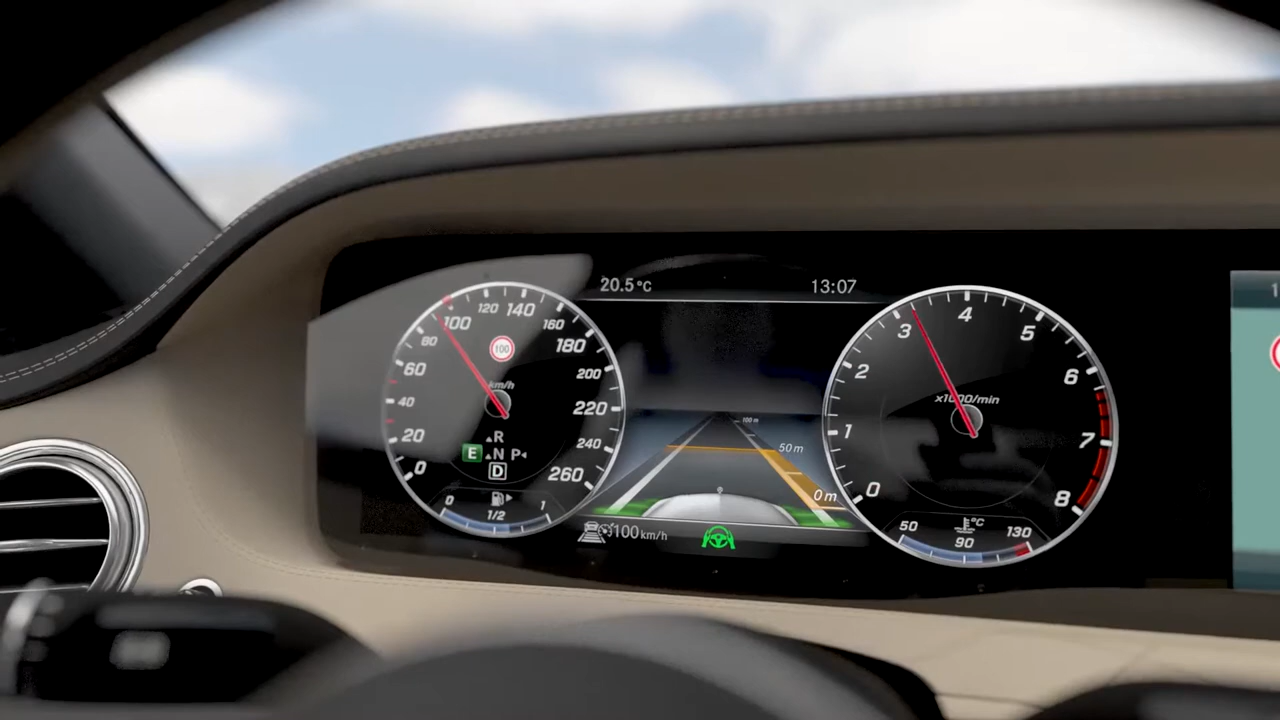 20.5°C 13:07
0 20 40 60 80 100 120 140 160 180 200 220 240 260
100
km/h
R
E N P
D
0 1/2 1
100 m
50 m
0 m
100 km/h
0 1 2 3 4 5 6 7 8
x1000/min
°C
50 90 130
1